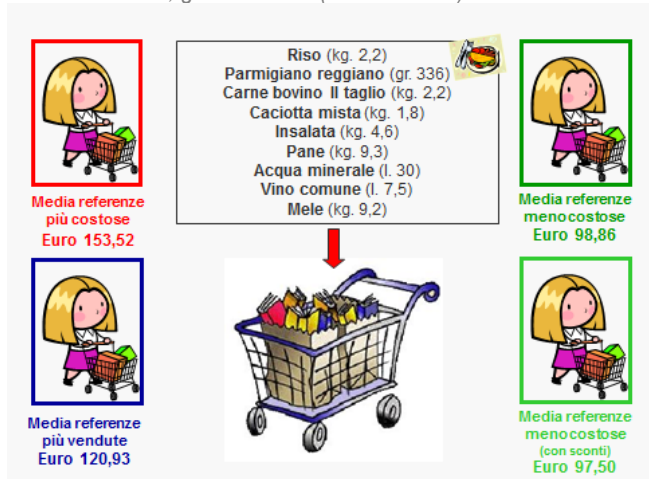 Riso (kg. 2,2)
Parmigiano reggiano (gr. 336)
Carne bovino II taglio (kg. 2,2)
Caciotta mista (kg. 1,8)
Insalata (kg. 4,6)
Pane (kg. 9,3)
Acqua minerale (l. 30)
Vino comune (l. 7,5)
Mele (kg. 9,2)
Media referenze
più costose
Euro 153,52
Media referenze
meno costose
Euro 98,86
Media referenze
più vendute
Euro 120,93
Media referenze
meno costose
(con sconti)
Euro 97,50